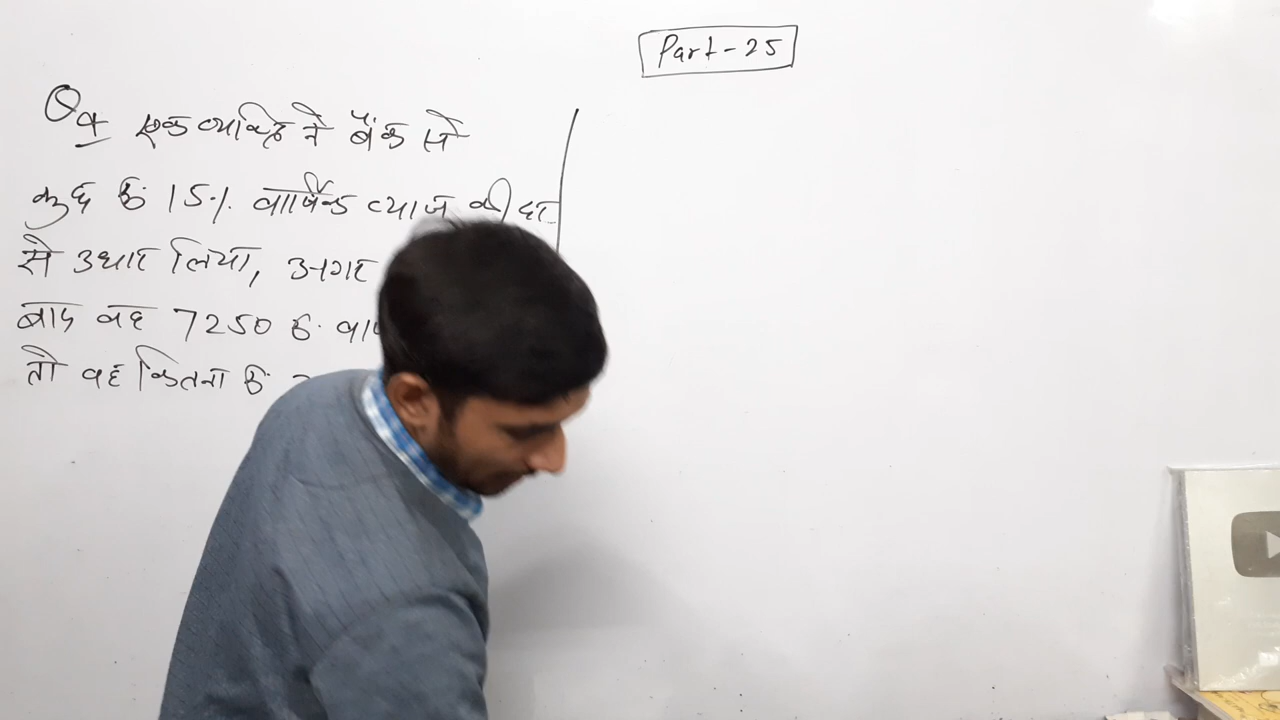 Part-25
Q4 एक व्यक्ति ने बैंक से
कुछ रु॰ 15% वार्षिक ब्याज की दर
से उधार लिया, अगर
बाद वह 7250 रु॰
तो वह कितना रु॰